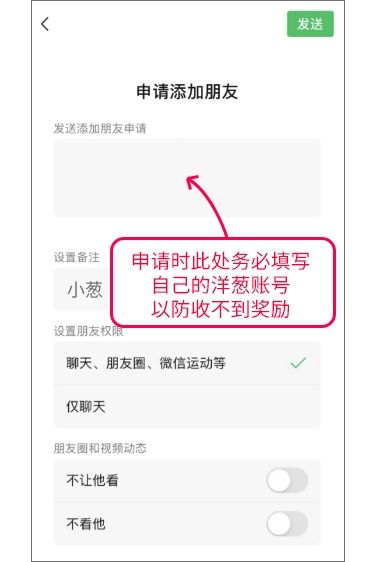 发送
申请添加朋友
发送添加朋友申请
设置备注
小葱
申请时此处务必填写
自己的洋葱账号
以防收不到奖励
设置朋友权限
聊天、朋友圈、微信运动等
仅聊天
朋友圈和视频动态
不让他看
不看他